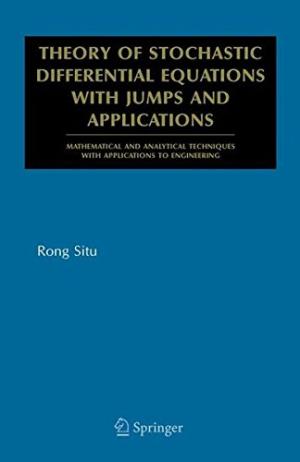 THEORY OF STOCHASTIC
DIFFERENTIAL EQUATIONS
WITH JUMPS AND
APPLICATIONS
MATHEMATICAL AND ANALYTICAL TECHNIQUES
WITH APPLICATIONS TO ENGINEERING
Rong Situ
Springer